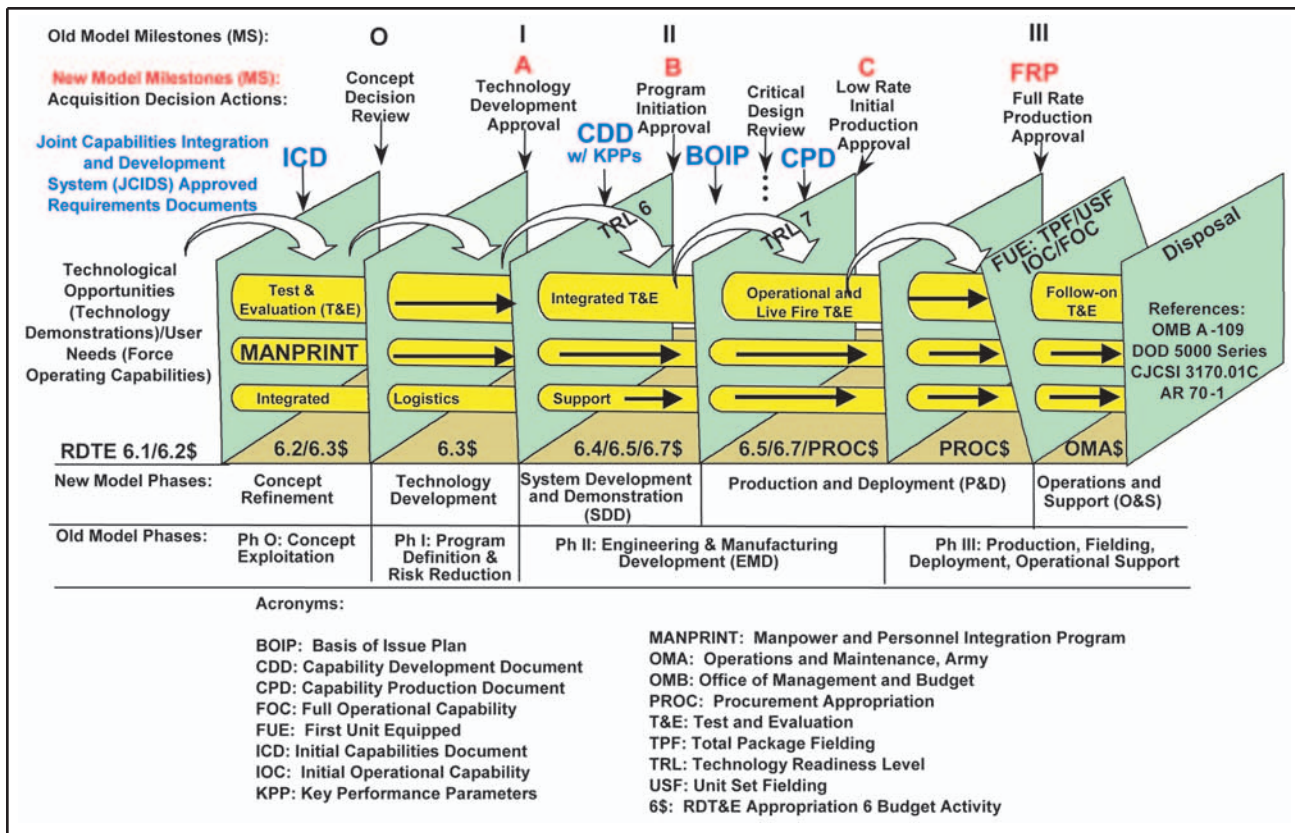 Old Model Milestones (MS):
O
I
II
III
New Model Milestones (MS):
A
B
C
FRP
Acquisition Decision Actions:
Concept
Decision
Review
Technology
Development
Approval
Program
Initiation
Approval
Critical
Design
Review
Low Rate
Initial
Production
Approval
Full Rate
Production
Approval
Joint Capabilities Integration
and Development
System (JCIDS) Approved
Requirements Documents
ICD
CDD
w/ KPPs
BOIP
CPD
TRL 6
TRL 7
FUE: TPF/USF
IOC/FOC
Disposal
Technological
Opportunities
(Technology
Demonstrations)/User
Needs (Force
Operating Capabilities)
Test &
Evaluation (T&E)
Integrated T&E
Operational and
Live Fire T&E
Follow-on
T&E
MANPRINT
Integrated
Logistics
Support
References:
OMB A-109
DOD 5000 Series
CJCSI 3170.01C
AR 70-1
RDTE 6.1/6.2$
6.2/6.3$
6.3$
6.4/6.5/6.7$
6.5/6.7/PROC$
PROC$
OMA$
New Model Phases:
Concept
Refinement
Technology
Development
System Development
and Demonstration
(SDD)
Production and Deployment (P&D)
Operations and
Support (O&S)
Old Model Phases:
Ph O: Concept
Exploitation
Ph I: Program
Definition &
Risk Reduction
Ph II: Engineering & Manufacturing
Development (EMD)
Ph III: Production, Fielding,
Deployment, Operational Support
Acronyms:
BOIP: Basis of Issue Plan
CDD: Capability Development Document
CPD: Capability Production Document
FOC: Full Operational Capability
FUE: First Unit Equipped
ICD: Initial Capabilities Document
IOC: Initial Operational Capability
KPP: Key Performance Parameters
MANPRINT: Manpower and Personnel Integration Program
OMA: Operations and Maintenance, Army
OMB: Office of Management and Budget
PROC: Procurement Appropriation
T&E: Test and Evaluation
TPF: Total Package Fielding
TRL: Technology Readiness Level
USF: Unit Set Fielding
6$: RDT&E Appropriation 6 Budget Activity